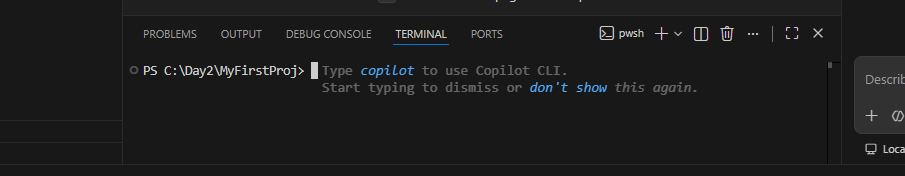 PROBLEMS OUTPUT DEBUG CONSOLE TERMINAL PORTS pwsh
PS C:\Day2\MyFirstProj> Type copilot to use Copilot CLI.
Start typing to dismiss or don't show this again.
Describ
Loca